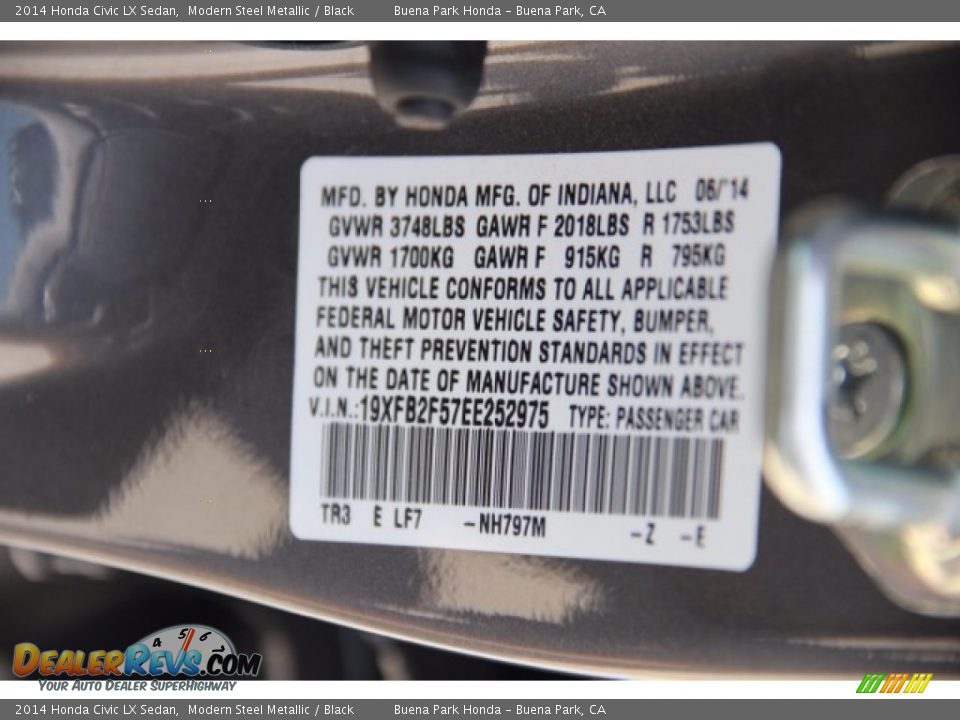 2014 Honda Civic LX Sedan, Modern Steel Metallic / Black Buena Park Honda - Buena Park, CA
MFD. BY HONDA MFG. OF INDIANA, LLC 06/'14
GVWR 3748LBS GAWR F 2018LBS R 1753LBS
GVWR 1700KG GAWR F 915KG R 795KG
THIS VEHICLE CONFORMS TO ALL APPLICABLE
FEDERAL MOTOR VEHICLE SAFETY, BUMPER,
AND THEFT PREVENTION STANDARDS IN EFFECT
ON THE DATE OF MANUFACTURE SHOWN ABOVE.
V.I.N.:19XFB2F57EE252975 TYPE: PASSENGER CAR
TR3 E LF7 -NH797M -Z -E
4 5 6
DEALERREVS.COM
YOUR AUTO DEALER SUPERHIGHWAY
2014 Honda Civic LX Sedan, Modern Steel Metallic / Black Buena Park Honda - Buena Park, CA